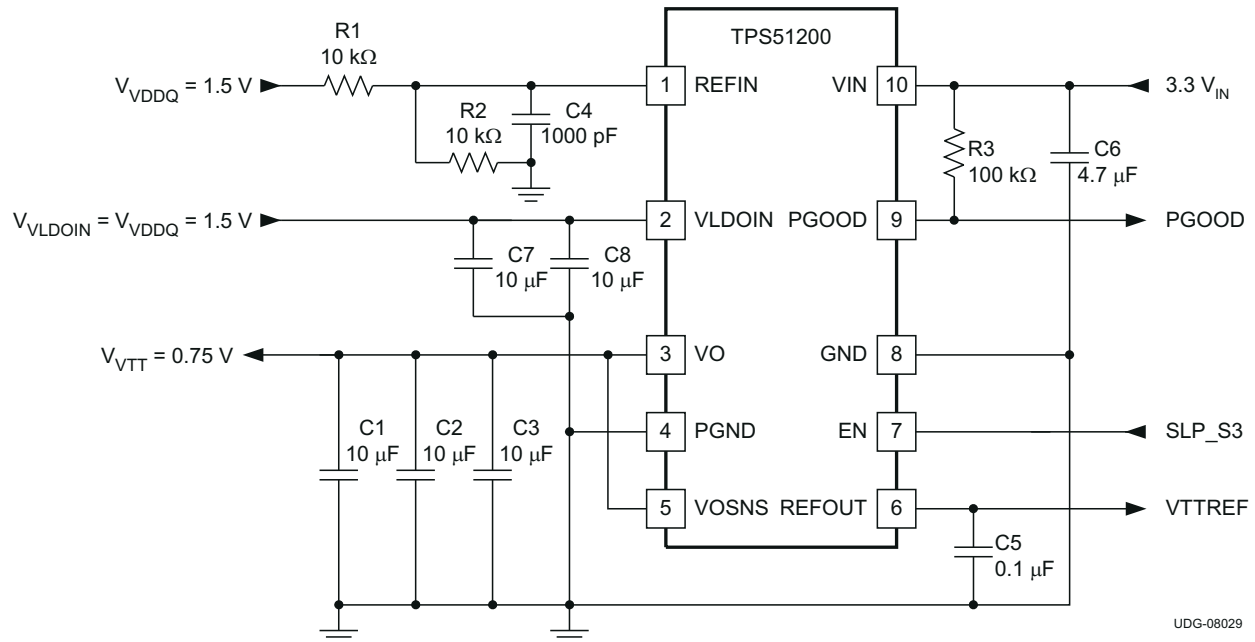 TPS51200
R1
10 kΩ
V_VDDQ = 1.5 V
1
REFIN
VIN
10
3.3 V_IN
R2
10 kΩ
C4
1000 pF
R3
100 kΩ
C6
4.7 μF
V_VLDOIN = V_VDDQ = 1.5 V
2
VLDOIN
PGOOD
9
PGOOD
C7
10 μF
C8
10 μF
V_VTT = 0.75 V
3
VO
GND
8
C1
10 μF
C2
10 μF
C3
10 μF
4
PGND
EN
7
SLP_S3
5
VOSNS
REFOUT
6
VTTREF
C5
0.1 μF
UDG-08029